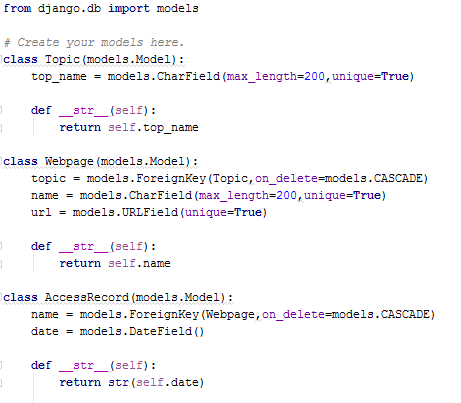 from django.db import models
# Create your models here.
class Topic(models.Model):
    top_name = models.CharField(max_length=200,unique=True)
    def __str__(self):
        return self.top_name
class Webpage(models.Model):
    topic = models.ForeignKey(Topic,on_delete=models.CASCADE)
    name = models.CharField(max_length=200,unique=True)
    url = models.URLField(unique=True)
    def __str__(self):
        return self.name
class AccessRecord(models.Model):
    name = models.ForeignKey(Webpage,on_delete=models.CASCADE)
    date = models.DateField()
    def __str__(self):
        return str(self.date)